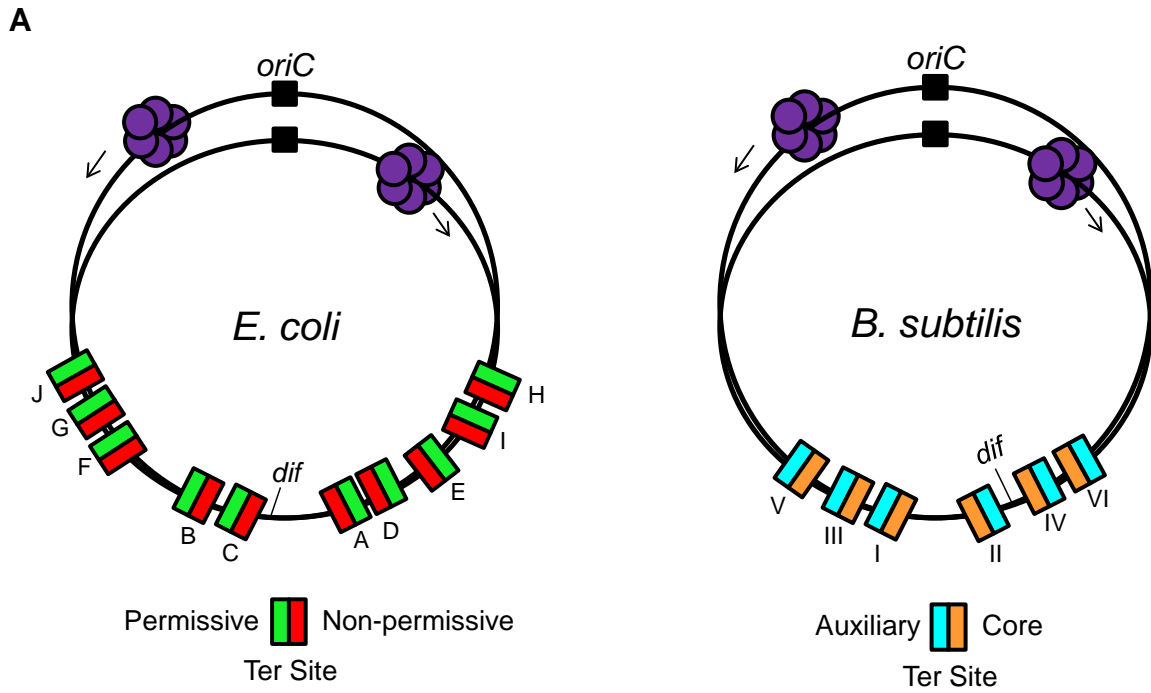 A
oriC
E. coli
J
G
F
B
C
dif
A
D
E
I
H
Permissive Non-permissive
Ter Site
oriC
B. subtilis
V
III
I
dif
II
IV
VI
Auxiliary Core
Ter Site